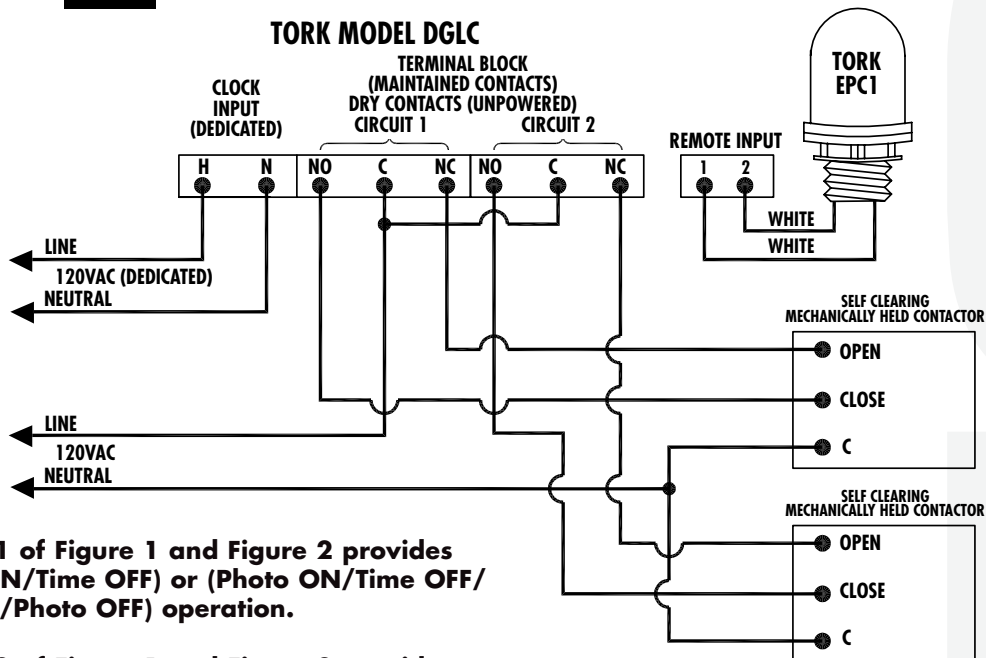 TORK MODEL DGLC
TERMINAL BLOCK
(MAINTAINED CONTACTS)
DRY CONTACTS (UNPOWERED)
CLOCK
INPUT
(DEDICATED)
CIRCUIT 1
CIRCUIT 2
TORK
EPC1
REMOTE INPUT
H N NO C NC NO C NC
1 2
WHITE
WHITE
LINE
120VAC (DEDICATED)
NEUTRAL
SELF CLEARING
MECHANICALLY HELD CONTACTOR
OPEN
CLOSE
C
LINE
120VAC
NEUTRAL
SELF CLEARING
MECHANICALLY HELD CONTACTOR
OPEN
CLOSE
C
1 of Figure 1 and Figure 2 provides
N/Time OFF) or (Photo ON/Time OFF/
/Photo OFF) operation.